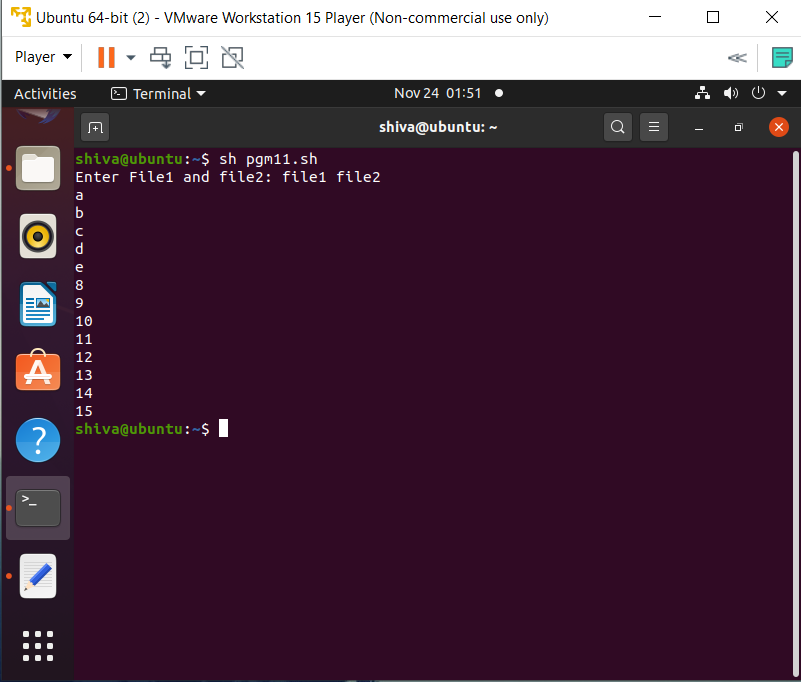 Ubuntu 64-bit (2) - VMware Workstation 15 Player (Non-commercial use only)
Player
Activities
Terminal
Nov 24 01:51
shiva@ubuntu: ~
shiva@ubuntu:~$ sh pgm11.sh
Enter File1 and file2: file1 file2
a
b
c
d
e
8
9
10
11
12
13
14
15
shiva@ubuntu:~$